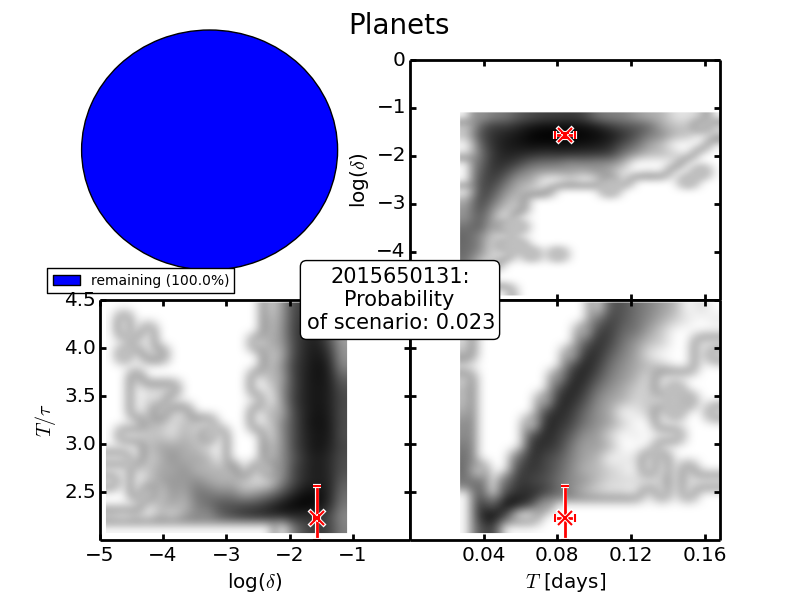 Planets
remaining (100.0%)
0
−1
−2
−3
−4
log(δ)
2015650131:
Probability
of scenario: 0.023
4.5
4.0
3.5
3.0
2.5
T/τ
−5
−4
−3
−2
−1
log(δ)
0.04
0.08
0.12
0.16
T [days]